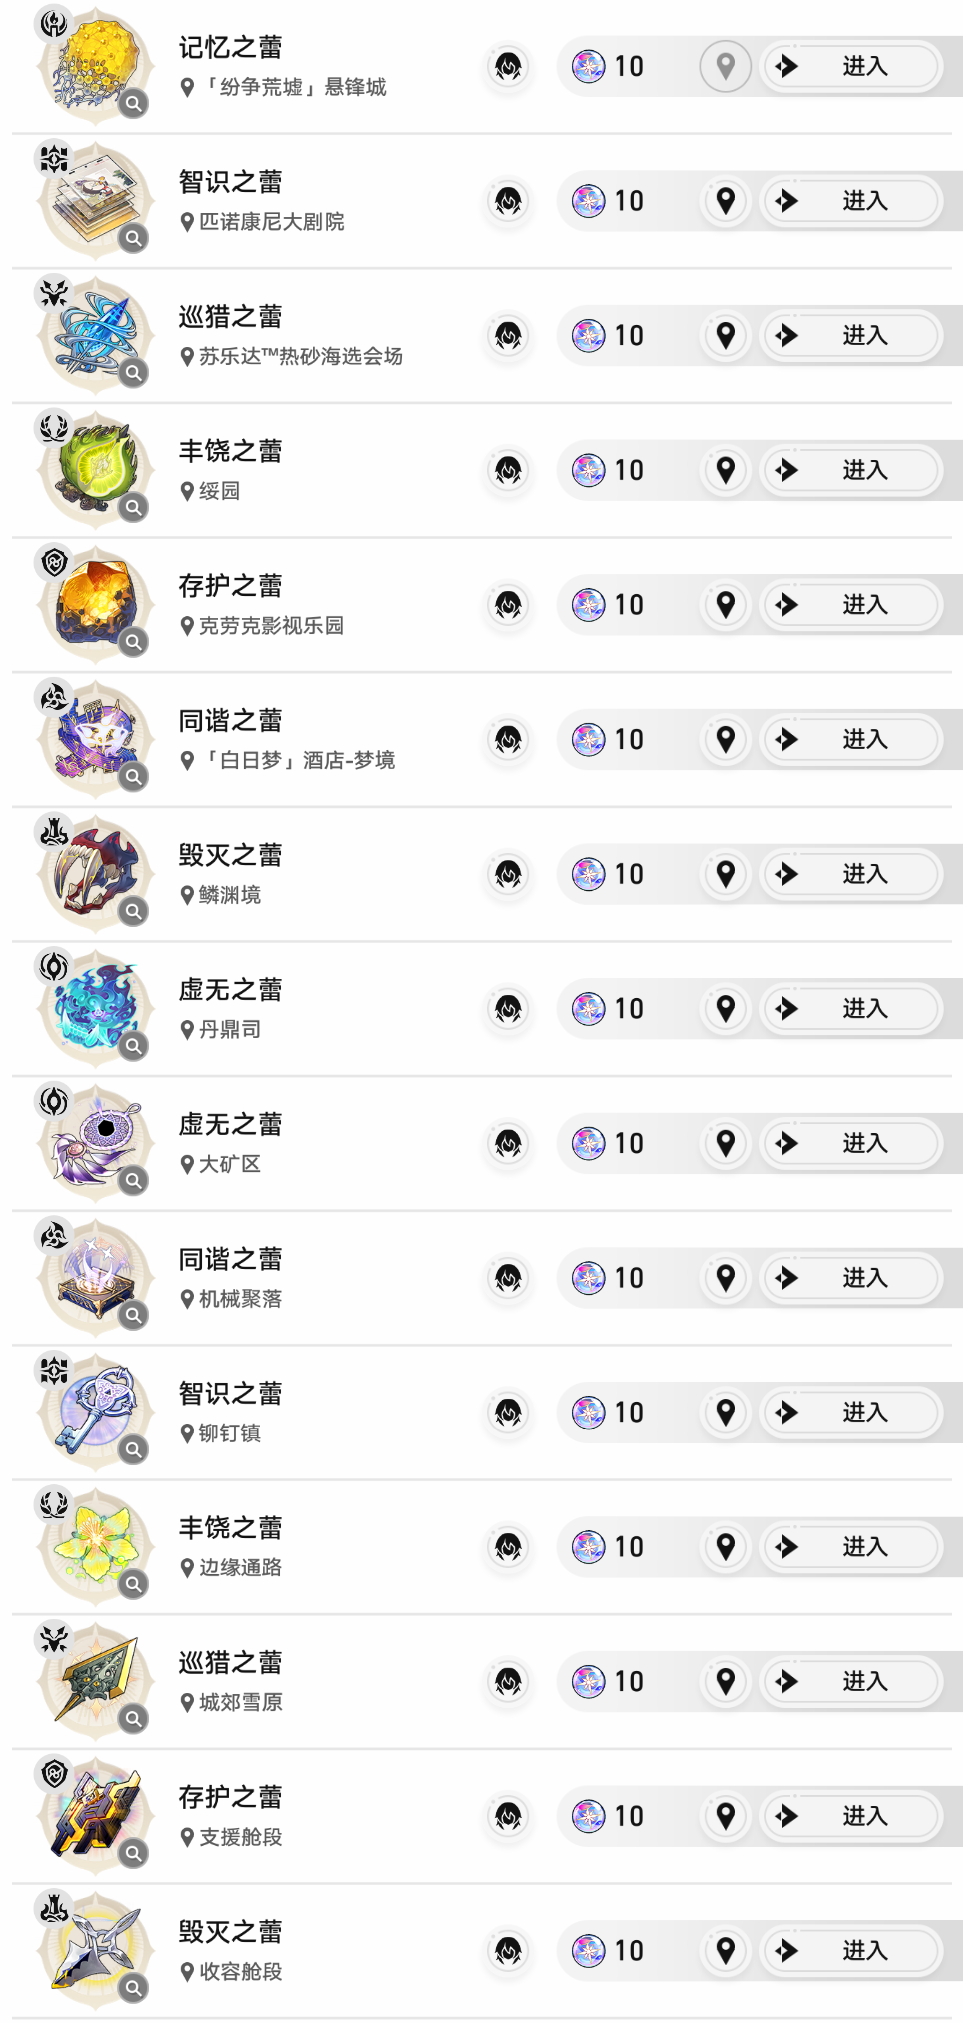 记忆之蕾
「纷争荒墟」悬锋城
10
进入
智识之蕾
匹诺康尼大剧院
10
进入
巡猎之蕾
苏乐达™热砂海选会场
10
进入
丰饶之蕾
绥园
10
进入
存护之蕾
克劳克影视乐园
10
进入
同谐之蕾
「白日梦」酒店-梦境
10
进入
毁灭之蕾
鳞渊境
10
进入
虚无之蕾
丹鼎司
10
进入
虚无之蕾
大矿区
10
进入
同谐之蕾
机械聚落
10
进入
智识之蕾
铆钉镇
10
进入
丰饶之蕾
边缘通路
10
进入
巡猎之蕾
城郊雪原
10
进入
存护之蕾
支援舱段
10
进入
毁灭之蕾
收容舱段
10
进入